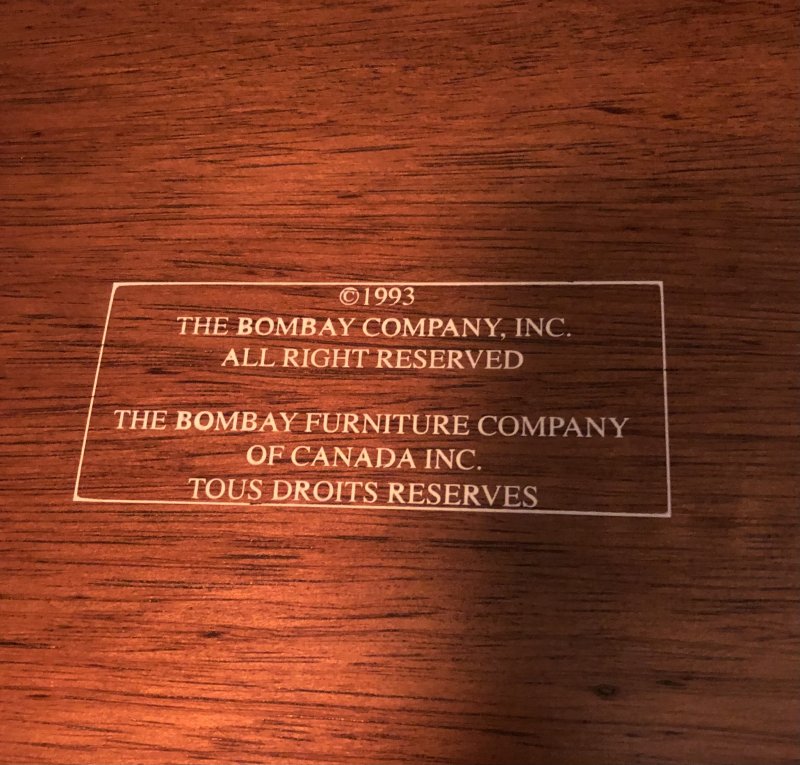 ©1993
THE BOMBAY COMPANY, INC.
ALL RIGHT RESERVED
THE BOMBAY FURNITURE COMPANY
OF CANADA INC.
TOUS DROITS RESERVES